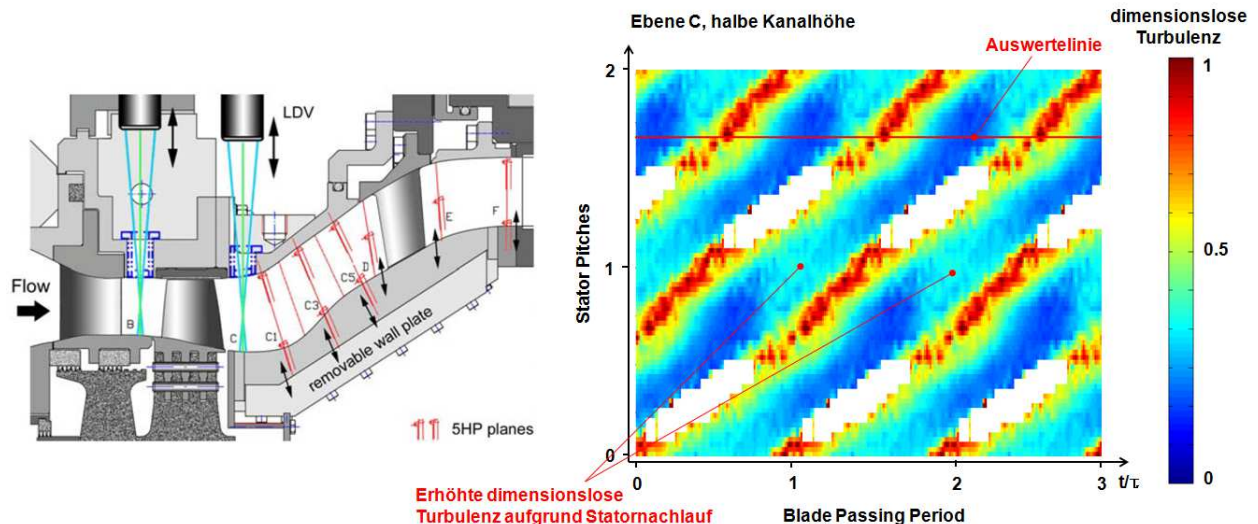 LDV
Flow
B
C
C1
C3
C5
D
E
F
removable wall plate
5HP planes
Ebene C, halbe Kanalhöhe
Auswertelinie
dimensionslose
Turbulenz
2
1
0
Stator Pitches
0 1 2 3 t/τ
Blade Passing Period
1
0.5
0
Erhöhte dimensionslose
Turbulenz aufgrund Statornachlauf